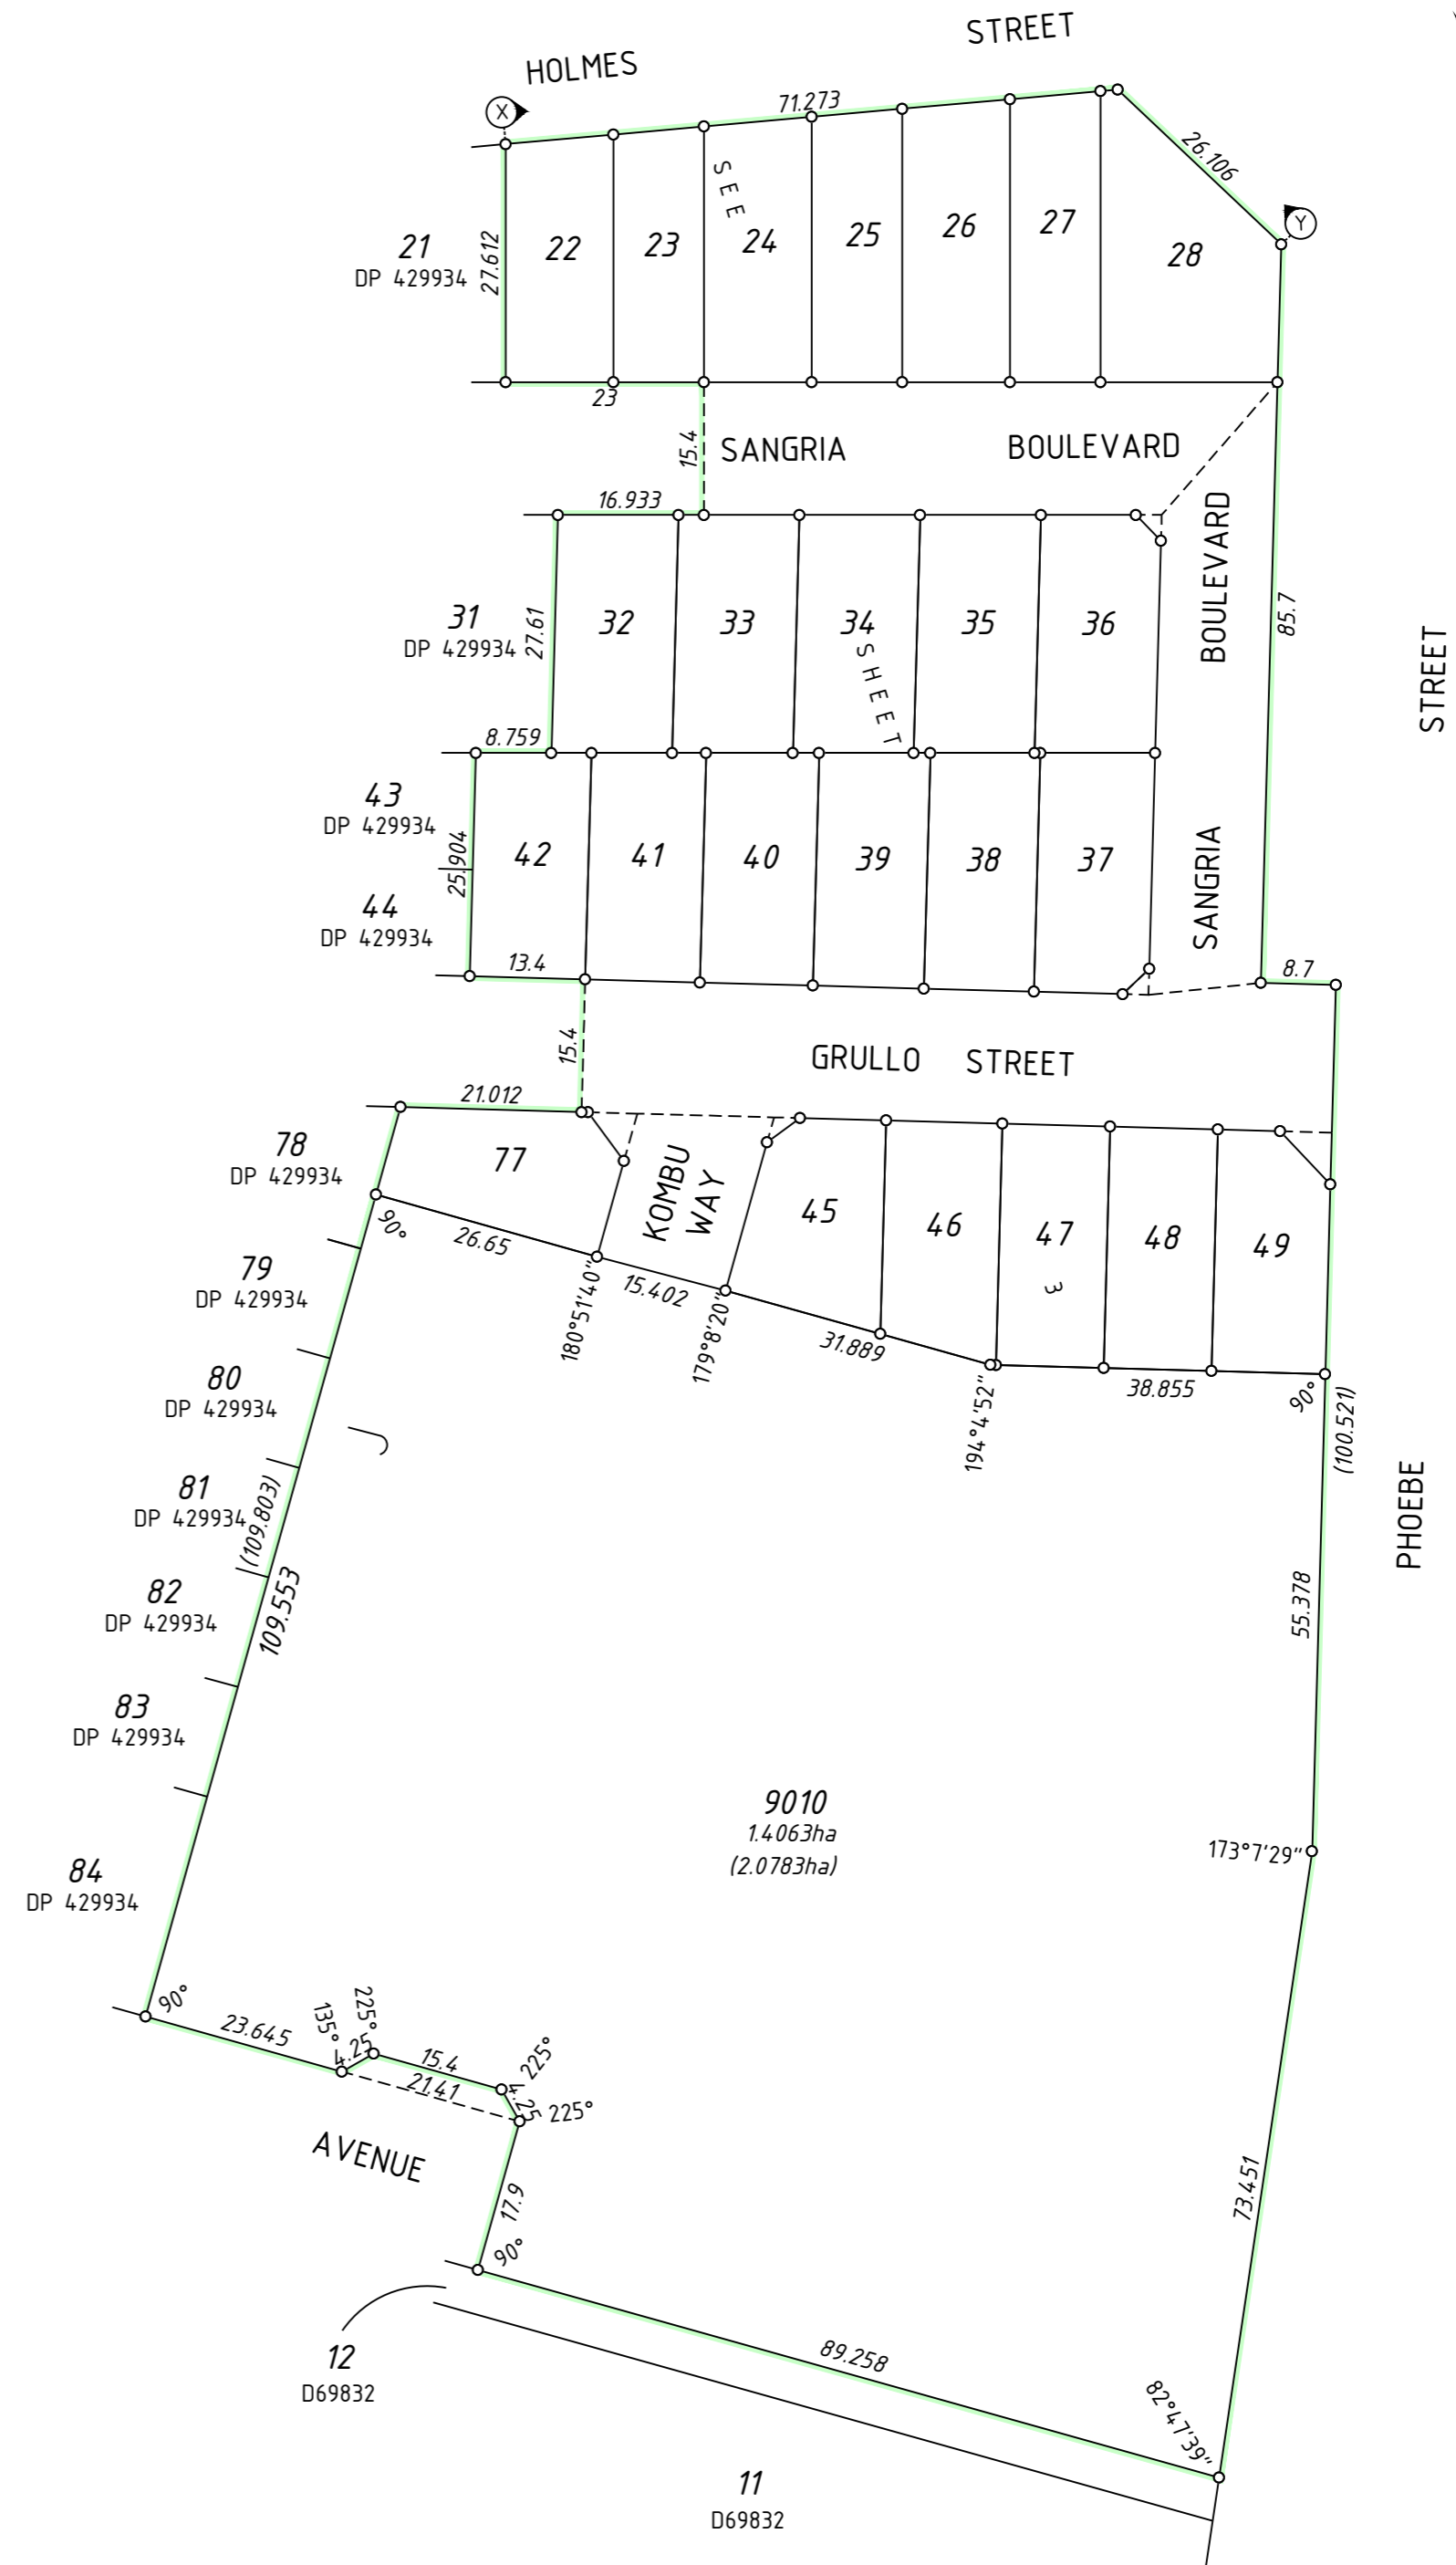 STREET
HOLMES
X
71.273
26.106
Y
SEE
21
DP 429934
27.612
22
23
24
25
26
27
28
23
15.4
SANGRIA
BOULEVARD
16.933
BOULEVARD
85.7
31
DP 429934
27.61
32
33
34
35
36
SHEET
STREET
8.759
43
DP 429934
25.904
42
41
40
39
38
37
SANGRIA
44
DP 429934
13.4
8.7
15.4
GRULLO STREET
21.012
78
DP 429934
77
KOMBU
WAY
45
46
47
48
49
3
90°
26.65
180°51'40"
15.402
179°8'20"
31.889
194°4'52"
38.855
90°
(100.521)
79
DP 429934
80
DP 429934
81
DP 429934
(109.803)
109.553
82
DP 429934
83
DP 429934
84
DP 429934
PHOEBE
55.378
9010
1.4063ha
(2.0783ha)
173°7'29"
90°
23.645
135°
225°
4.25
15.4
21.41
225°
4.25
225°
AVENUE
17.9
90°
73.451
89.258
82°47'39"
12
D69832
11
D69832